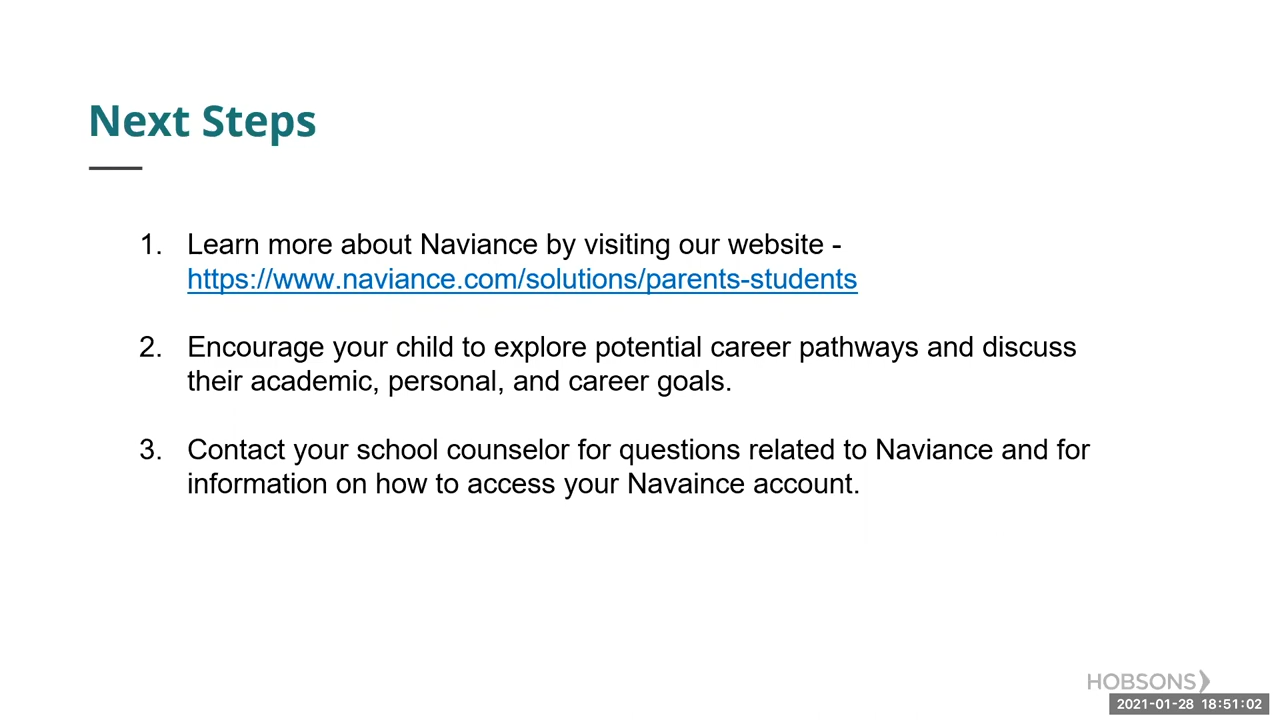 Next Steps
1. Learn more about Naviance by visiting our website -
https://www.naviance.com/solutions/parents-students
2. Encourage your child to explore potential career pathways and discuss
their academic, personal, and career goals.
3. Contact your school counselor for questions related to Naviance and for
information on how to access your Navaince account.
HOBSONS
2021-01-28 18:51:02